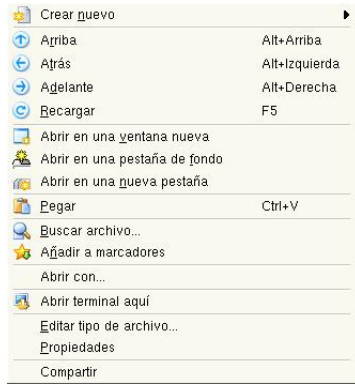 Crear nuevo
Arriba Alt+Arriba
Atrás Alt+Izquierda
Adelante Alt+Derecha
Recargar F5
Abrir en una ventana nueva
Abrir en una pestaña de fondo
Abrir en una nueva pestaña
Pegar Ctrl+V
Buscar archivo...
Añadir a marcadores
Abrir con...
Abrir terminal aquí
Editar tipo de archivo...
Propiedades
Compartir